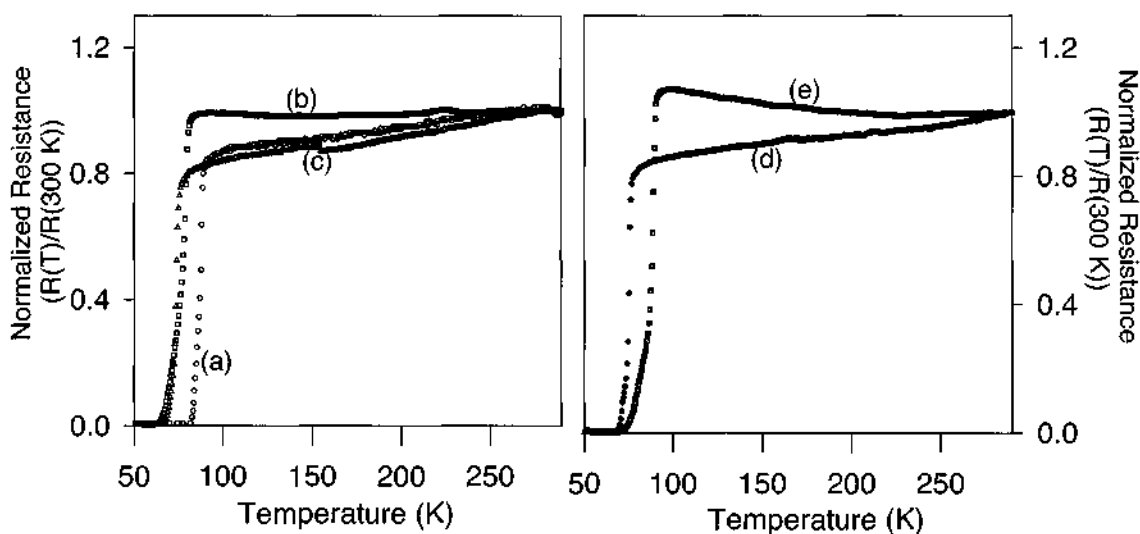 Normalized Resistance
(R(T)/R(300 K))
1.2
0.8
0.4
0.0
(b)
(c)
(a)
50 100 150 200 250
Temperature (K)
(e)
(d)
50 100 150 200 250
Temperature (K)
1.2
0.8
0.4
0.0
Normalized Resistance
(R(T)/R(300 K))